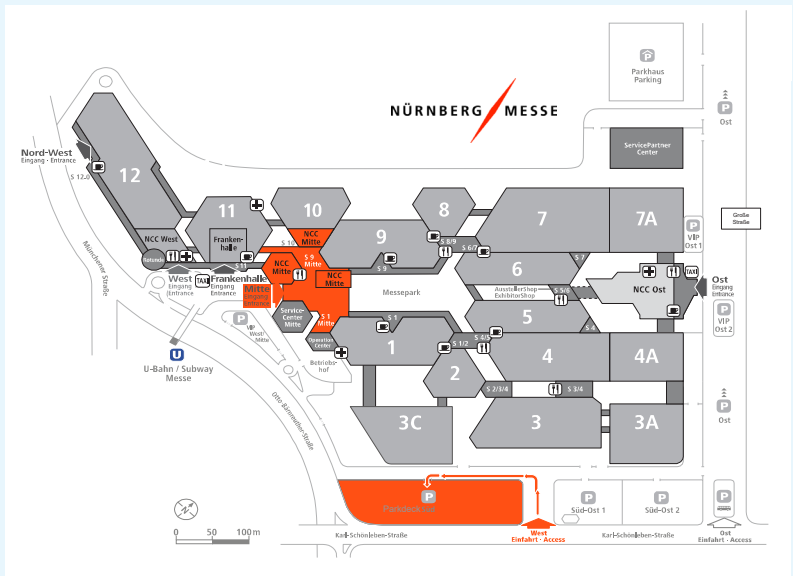 Parkhaus
Parking
P
NÜRNBERG MESSE
P
Ost
ServicePartner
Center
Nord-West
Eingang · Entrance
S 12.0
12
11
10
9
8
7
7A
Große
Straße
P
VIP
Ost 1
NCC West
Franken-
halle
NCC
Mitte
S 10
S 8/9
S 6/7
S 7
Rotunde
S 11
West
Eingang
Entrance
TAXI
Frankenhalle
Eingang
Entrance
NCC
Mitte
S 9
Mitte
NCC
Mitte
S 9
6
Mitte
Eingang
Entrance
Messepark
AusstellerShop
ExhibitorShop
S 5/6
NCC Ost
TAXI
Ost
Eingang
Entrance
Münchener Straße
P
VIP
West/
Mitte
Service-
Center
Mitte
S 1
Mitte
S 1
5
S 4
P
VIP
Ost 2
Operation
Center
Betriebs-
hof
1
S 1/2
S 4/5
4
4A
U
U-Bahn / Subway
Messe
2
S 2/3/4
S 3/4
P
Ost
Otto-Bärnreuther-Straße
3C
3
3A
P
P
Süd-Ost 1
P
Süd-Ost 2
P
0 50 100 m
Karl-Schönleben-Straße
West
Einfahrt · Access
Karl-Schönleben-Straße
Ost
Einfahrt · Access